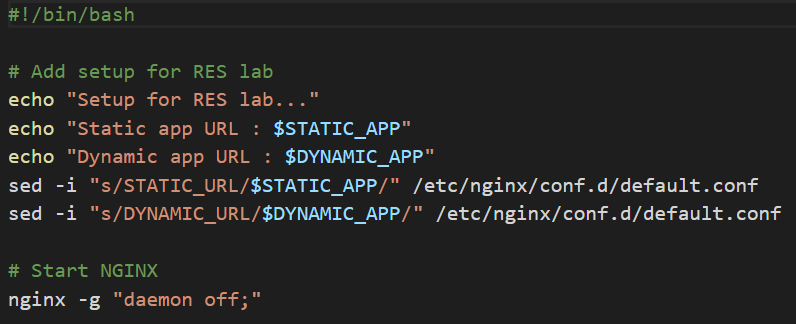 #!/bin/bash
# Add setup for RES lab
echo "Setup for RES lab..."
echo "Static app URL : $STATIC_APP"
echo "Dynamic app URL : $DYNAMIC_APP"
sed -i "s/STATIC_URL/$STATIC_APP/" /etc/nginx/conf.d/default.conf
sed -i "s/DYNAMIC_URL/$DYNAMIC_APP/" /etc/nginx/conf.d/default.conf
# Start NGINX
nginx -g "daemon off;"